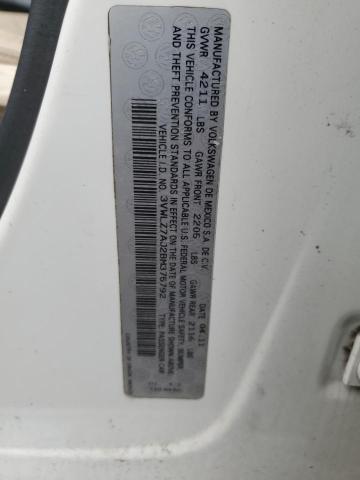 MANUFACTURED BY VOLKSWAGEN DE MEXICO S.A. DE C.V. DATE 04.11
GVWR 4211 LBS GAWR FRONT 2205 LBS GAWR REAR 2116 LBS
THIS VEHICLE CONFORMS TO ALL APPLICABLE U.S. FEDERAL MOTOR VEHICLE SAFETY, BUMPER
AND THEFT PREVENTION STANDARDS IN EFFECT ON THE DATE OF MANUFACTURE SHOWN ABOVE.
VEHICLE I.D. NO. 3VWLZ7AJ2BM376792 TYPE: PASSENGER CAR